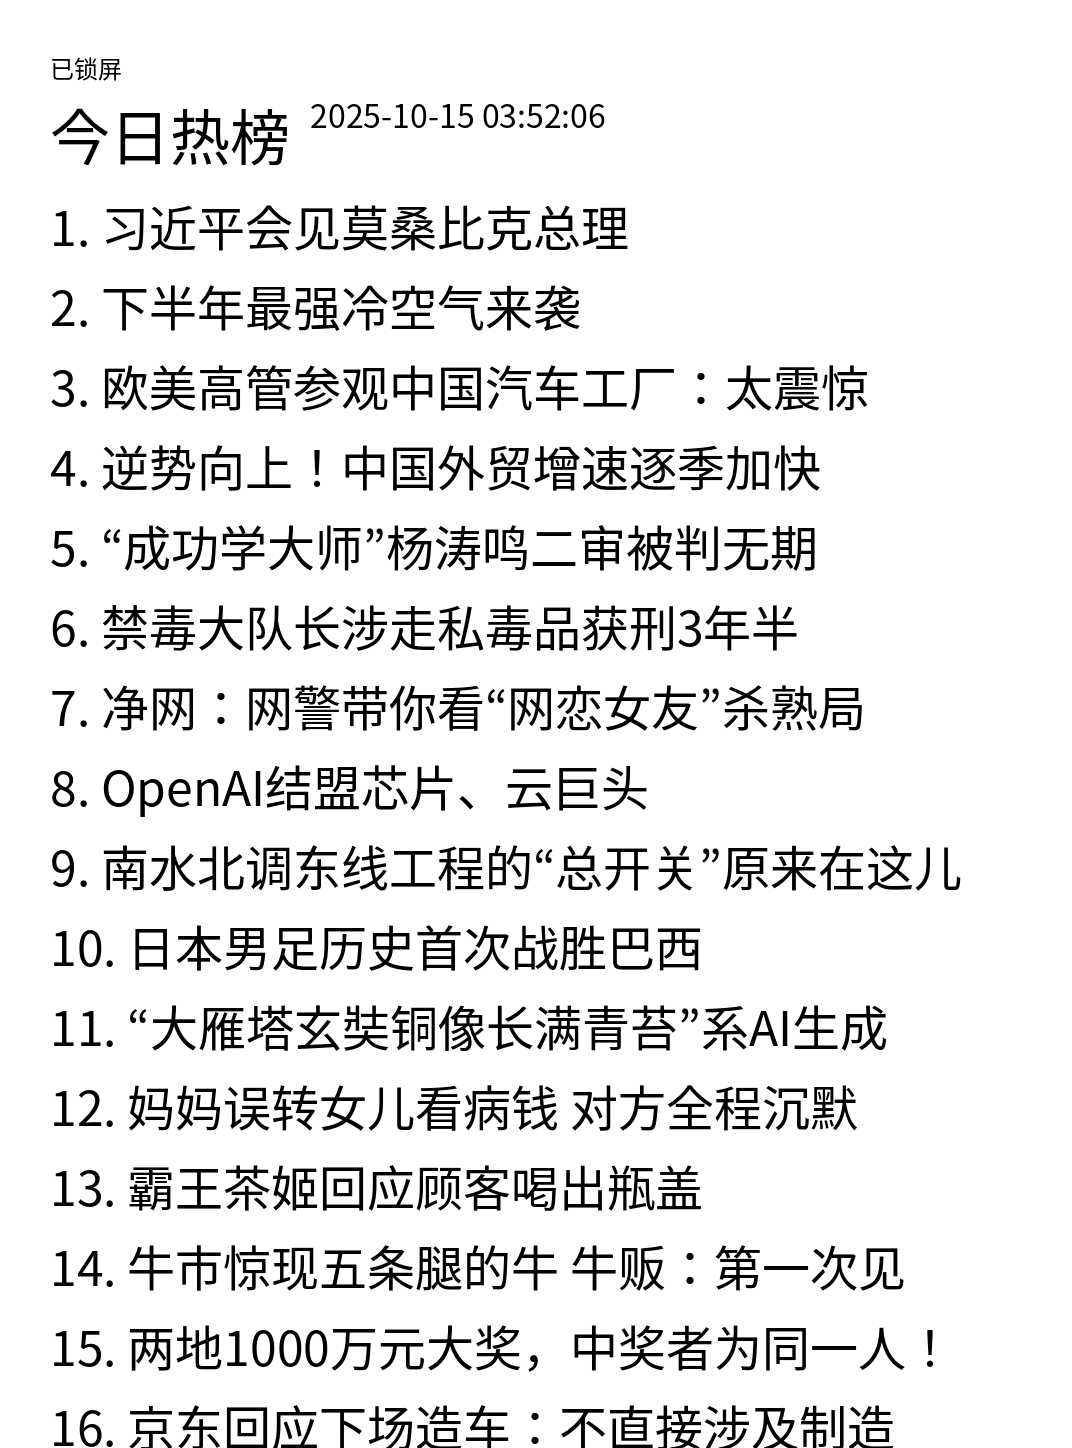 已锁屏
今日热榜 2025-10-15 03:52:06
1. 习近平会见莫桑比克总理
2. 下半年最强冷空气来袭
3. 欧美高管参观中国汽车工厂：太震惊
4. 逆势向上！中国外贸增速逐季加快
5. “成功学大师”杨涛鸣二审被判无期
6. 禁毒大队长涉走私毒品获刑3年半
7. 净网：网警带你看“网恋女友”杀熟局
8. OpenAI结盟芯片、云巨头
9. 南水北调东线工程的“总开关”原来在这儿
10. 日本男足历史首次战胜巴西
11. “大雁塔玄奘铜像长满青苔”系AI生成
12. 妈妈误转女儿看病钱 对方全程沉默
13. 霸王茶姬回应顾客喝出瓶盖
14. 牛市惊现五条腿的牛 牛贩：第一次见
15. 两地1000万元大奖，中奖者为同一人！
16. 京东回应下场造车：不直接涉及制造